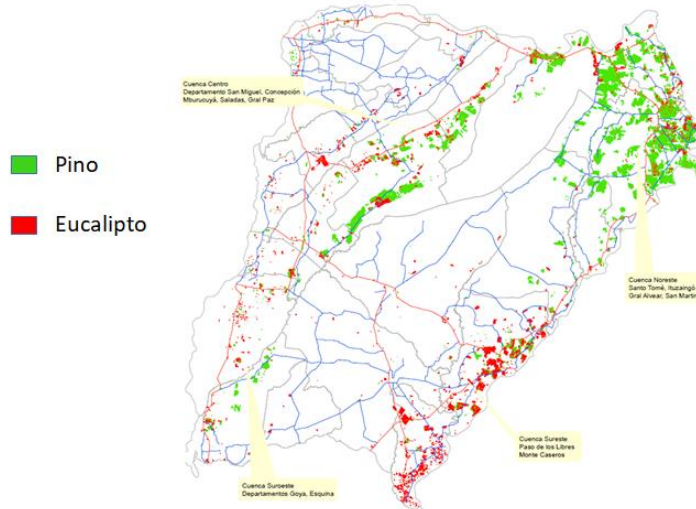 Cuenca Centro
Departamento San Miguel, Concepción
Mburucuyá, Saladas, Gral Paz
Pino
Eucalipto
Cuenca Noreste
Santo Tomé, Ituzaingó
Gral Alvear, San Martín
Cuenca Sureste
Paso de los Libres
Monte Caseros
Cuenca Suroeste
Departamentos Goya, Esquina